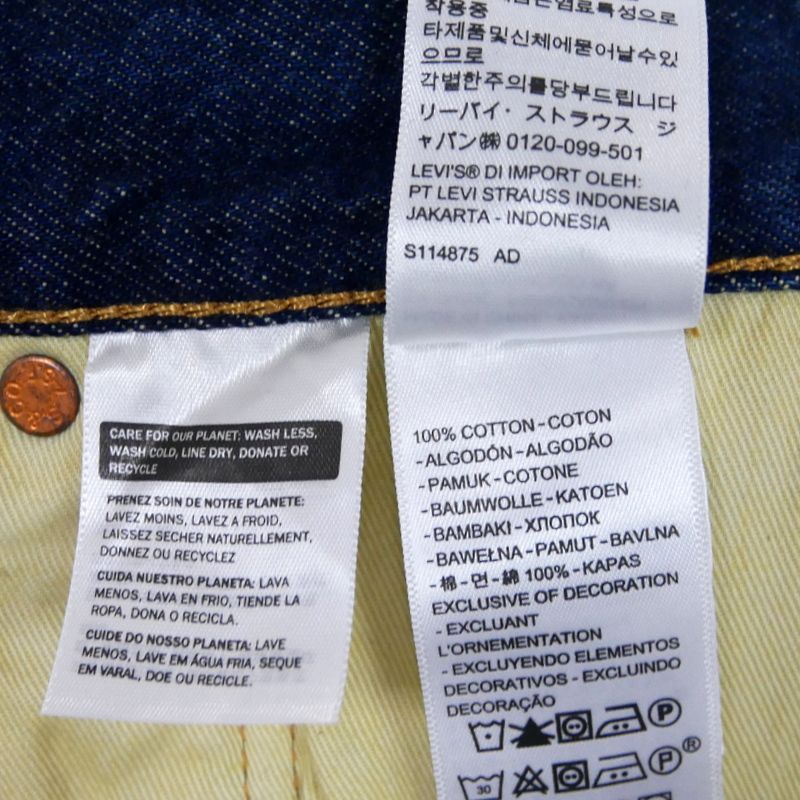 염료특성으로
착용중
타제품및신체에묻어날수있
으므로
각별한주의를당부드립니다
リーバイ・ストラウス ジ
ャパン㈱ 0120-099-501
LEVI'S® DI IMPORT OLEH:
PT LEVI STRAUSS INDONESIA
JAKARTA - INDONESIA
S114875 AD
CARE FOR OUR PLANET: WASH LESS,
WASH COLD, LINE DRY, DONATE OR
RECYCLE
PRENEZ SOIN DE NOTRE PLANETE:
LAVEZ MOINS, LAVEZ A FROID,
LAISSEZ SECHER NATURELLEMENT,
DONNEZ OU RECYCLEZ
CUIDA NUESTRO PLANETA: LAVA
MENOS, LAVA EN FRIO, TIENDE LA
ROPA, DONA O RECICLA.
CUIDE DO NOSSO PLANETA: LAVE
MENOS, LAVE EM ÁGUA FRIA, SEQUE
EM VARAL, DOE OU RECICLE.
100% COTTON - COTON
- ALGODÓN - ALGODÃO
- PAMUK - COTONE
- BAUMWOLLE - KATOEN
- BAMBAKI - ХЛОПОК
- BAWEŁNA - PAMUT - BAVLNA
- 棉 - 면 - 綿 100% - KAPAS
EXCLUSIVE OF DECORATION
- EXCLUANT
L'ORNEMENTATION
- EXCLUYENDO ELEMENTOS
DECORATIVOS - EXCLUINDO
DECORAÇÃO
P
30 P ®